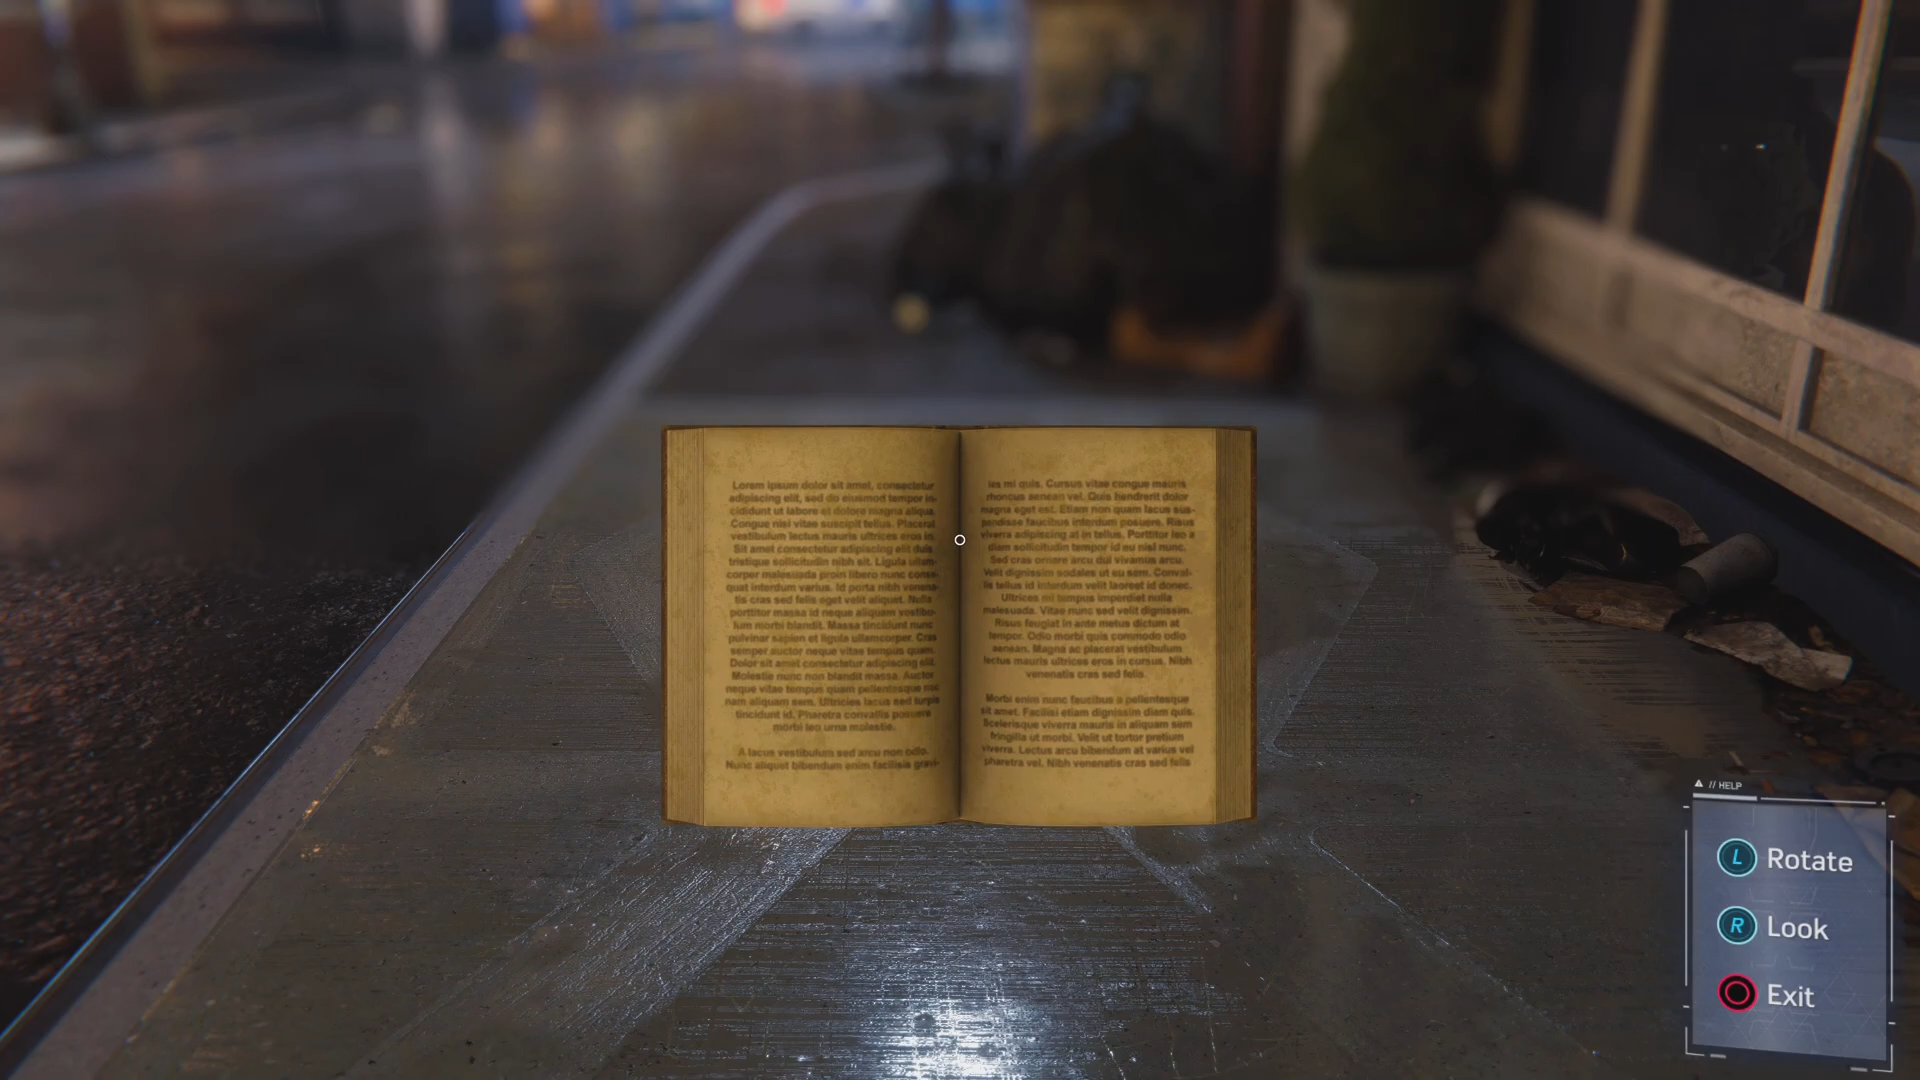 Lorem ipsum dolor sit amet, consectetur
adipiscing elit, sed do eiusmod tempor in-
cididunt ut labore et dolore magna aliqua.
Congue nisi vitae suscipit tellus. Placerat
vestibulum lectus mauris ultrices eros in.
Sit amet consectetur adipiscing elit duis
tristique sollicitudin nibh sit. Ligula ullam-
corper malesuada proin libero nunc conse-
quat interdum varius. Id porta nibh venena-
tis cras sed felis eget velit aliquet. Nulla
porttitor massa id neque aliquam vestibu-
lum morbi blandit. Massa tincidunt nunc
pulvinar sapien et ligula ullamcorper. Cras
semper auctor neque vitae tempus quam.
Dolor sit amet consectetur adipiscing elit.
Molestie nunc non blandit massa. Auctor
neque vitae tempus quam pellentesque nec
nam aliquam sem. Ultricies lacus sed turpis
tincidunt id. Pharetra convallis posuere
morbi leo urna molestie.
A lacus vestibulum sed arcu non odio.
Nunc aliquet bibendum enim facilisis gravi-
ies mi quis. Cursus vitae congue mauris
rhoncus aenean vel. Quis hendrerit dolor
magna eget est. Etiam non quam lacus sus-
pendisse faucibus interdum posuere. Risus
viverra adipiscing at in tellus. Porttitor leo a
diam sollicitudin tempor id eu nisl nunc.
Sed cras ornare arcu dui vivamus arcu.
Velit dignissim sodales ut eu sem. Conval-
lis tellus id interdum velit laoreet id donec.
Ultrices mi tempus imperdiet nulla
malesuada. Vitae nunc sed velit dignissim.
Risus feugiat in ante metus dictum at
tempor. Odio morbi quis commodo odio
aenean. Magna ac placerat vestibulum
lectus mauris ultrices eros in cursus. Nibh
venenatis cras sed felis.
Morbi enim nunc faucibus a pellentesque
sit amet. Facilisi etiam dignissim diam quis.
Scelerisque viverra mauris in aliquam sem
fringilla ut morbi. Velit ut tortor pretium
viverra. Lectus arcu bibendum at varius vel
pharetra vel. Nibh venenatis cras sed felis
// HELP
L Rotate
R Look
Exit